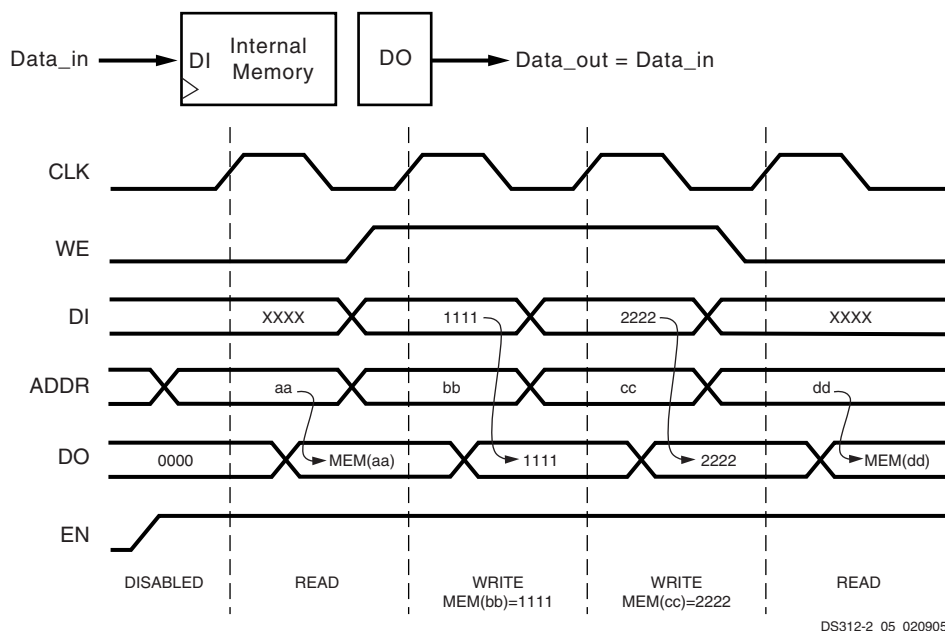 Data_in
DI
Internal
Memory
DO
Data_out = Data_in
CLK
WE
DI XXXX 1111 2222 XXXX
ADDR aa bb cc dd
DO 0000 MEM(aa) 1111 2222 MEM(dd)
EN
DISABLED READ WRITE WRITE READ
MEM(bb)=1111 MEM(cc)=2222
DS312-2_05_020905